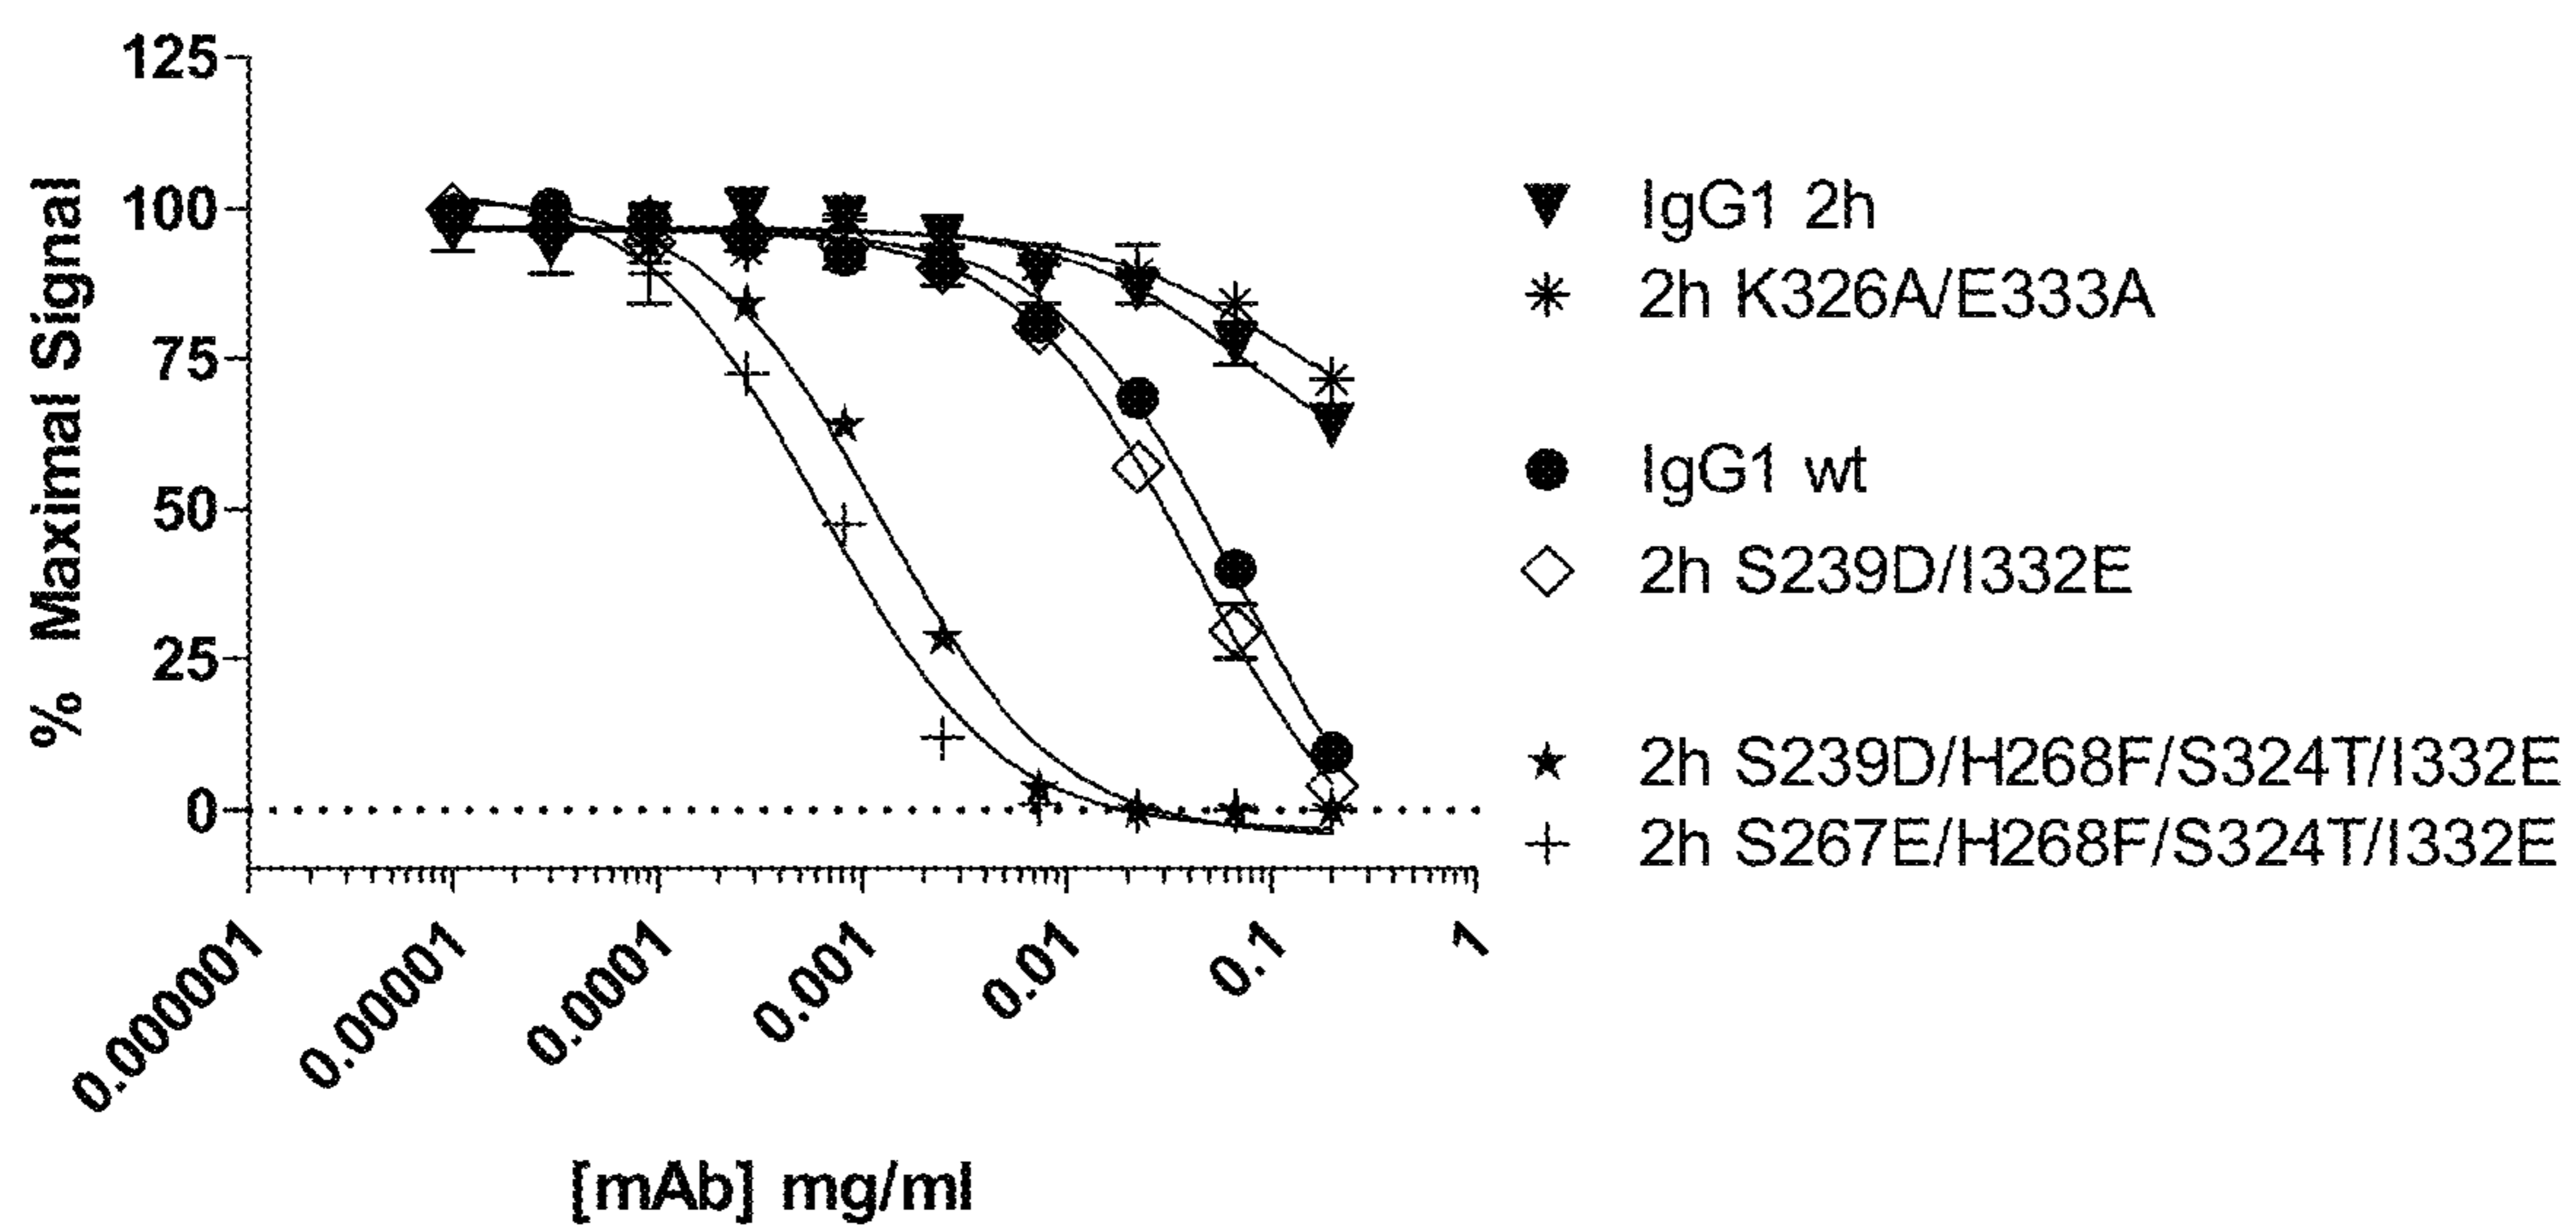 % Maximal Signal
125
100
75
50
25
0
0.000001
0.00001
0.0001
0.001
0.01
0.1
1
[mAb] mg/ml
IgG1 2h
2h K326A/E333A
IgG1 wt
2h S239D/I332E
2h S239D/H268F/S324T/I332E
2h S267E/H268F/S324T/I332E